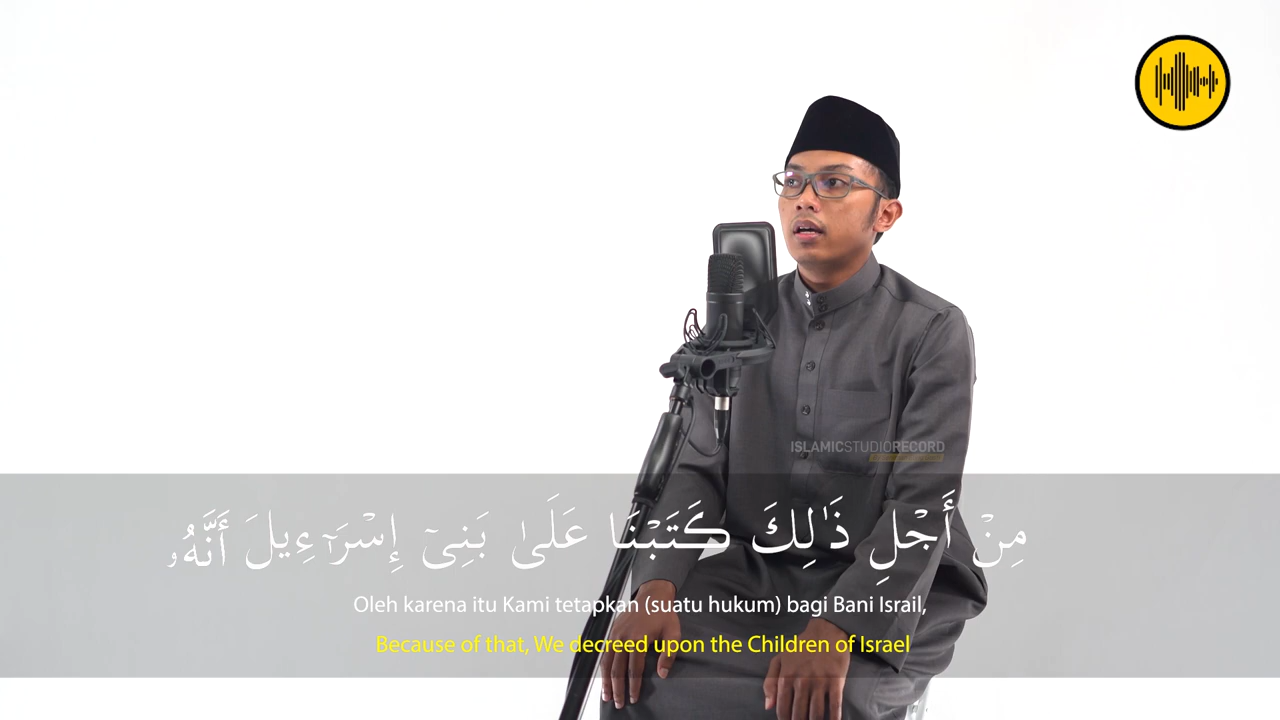 ISLAMICSTUDIORECORD
مِنْ أَجْلِ ذَٰلِكَ كَتَبْنَا عَلَىٰ بَنِىٓ إِسْرَٰٓءِيلَ أَنَّهُۥ
Oleh karena itu Kami tetapkan (suatu hukum) bagi Bani Israil,
Because of that, We decreed upon the Children of Israel